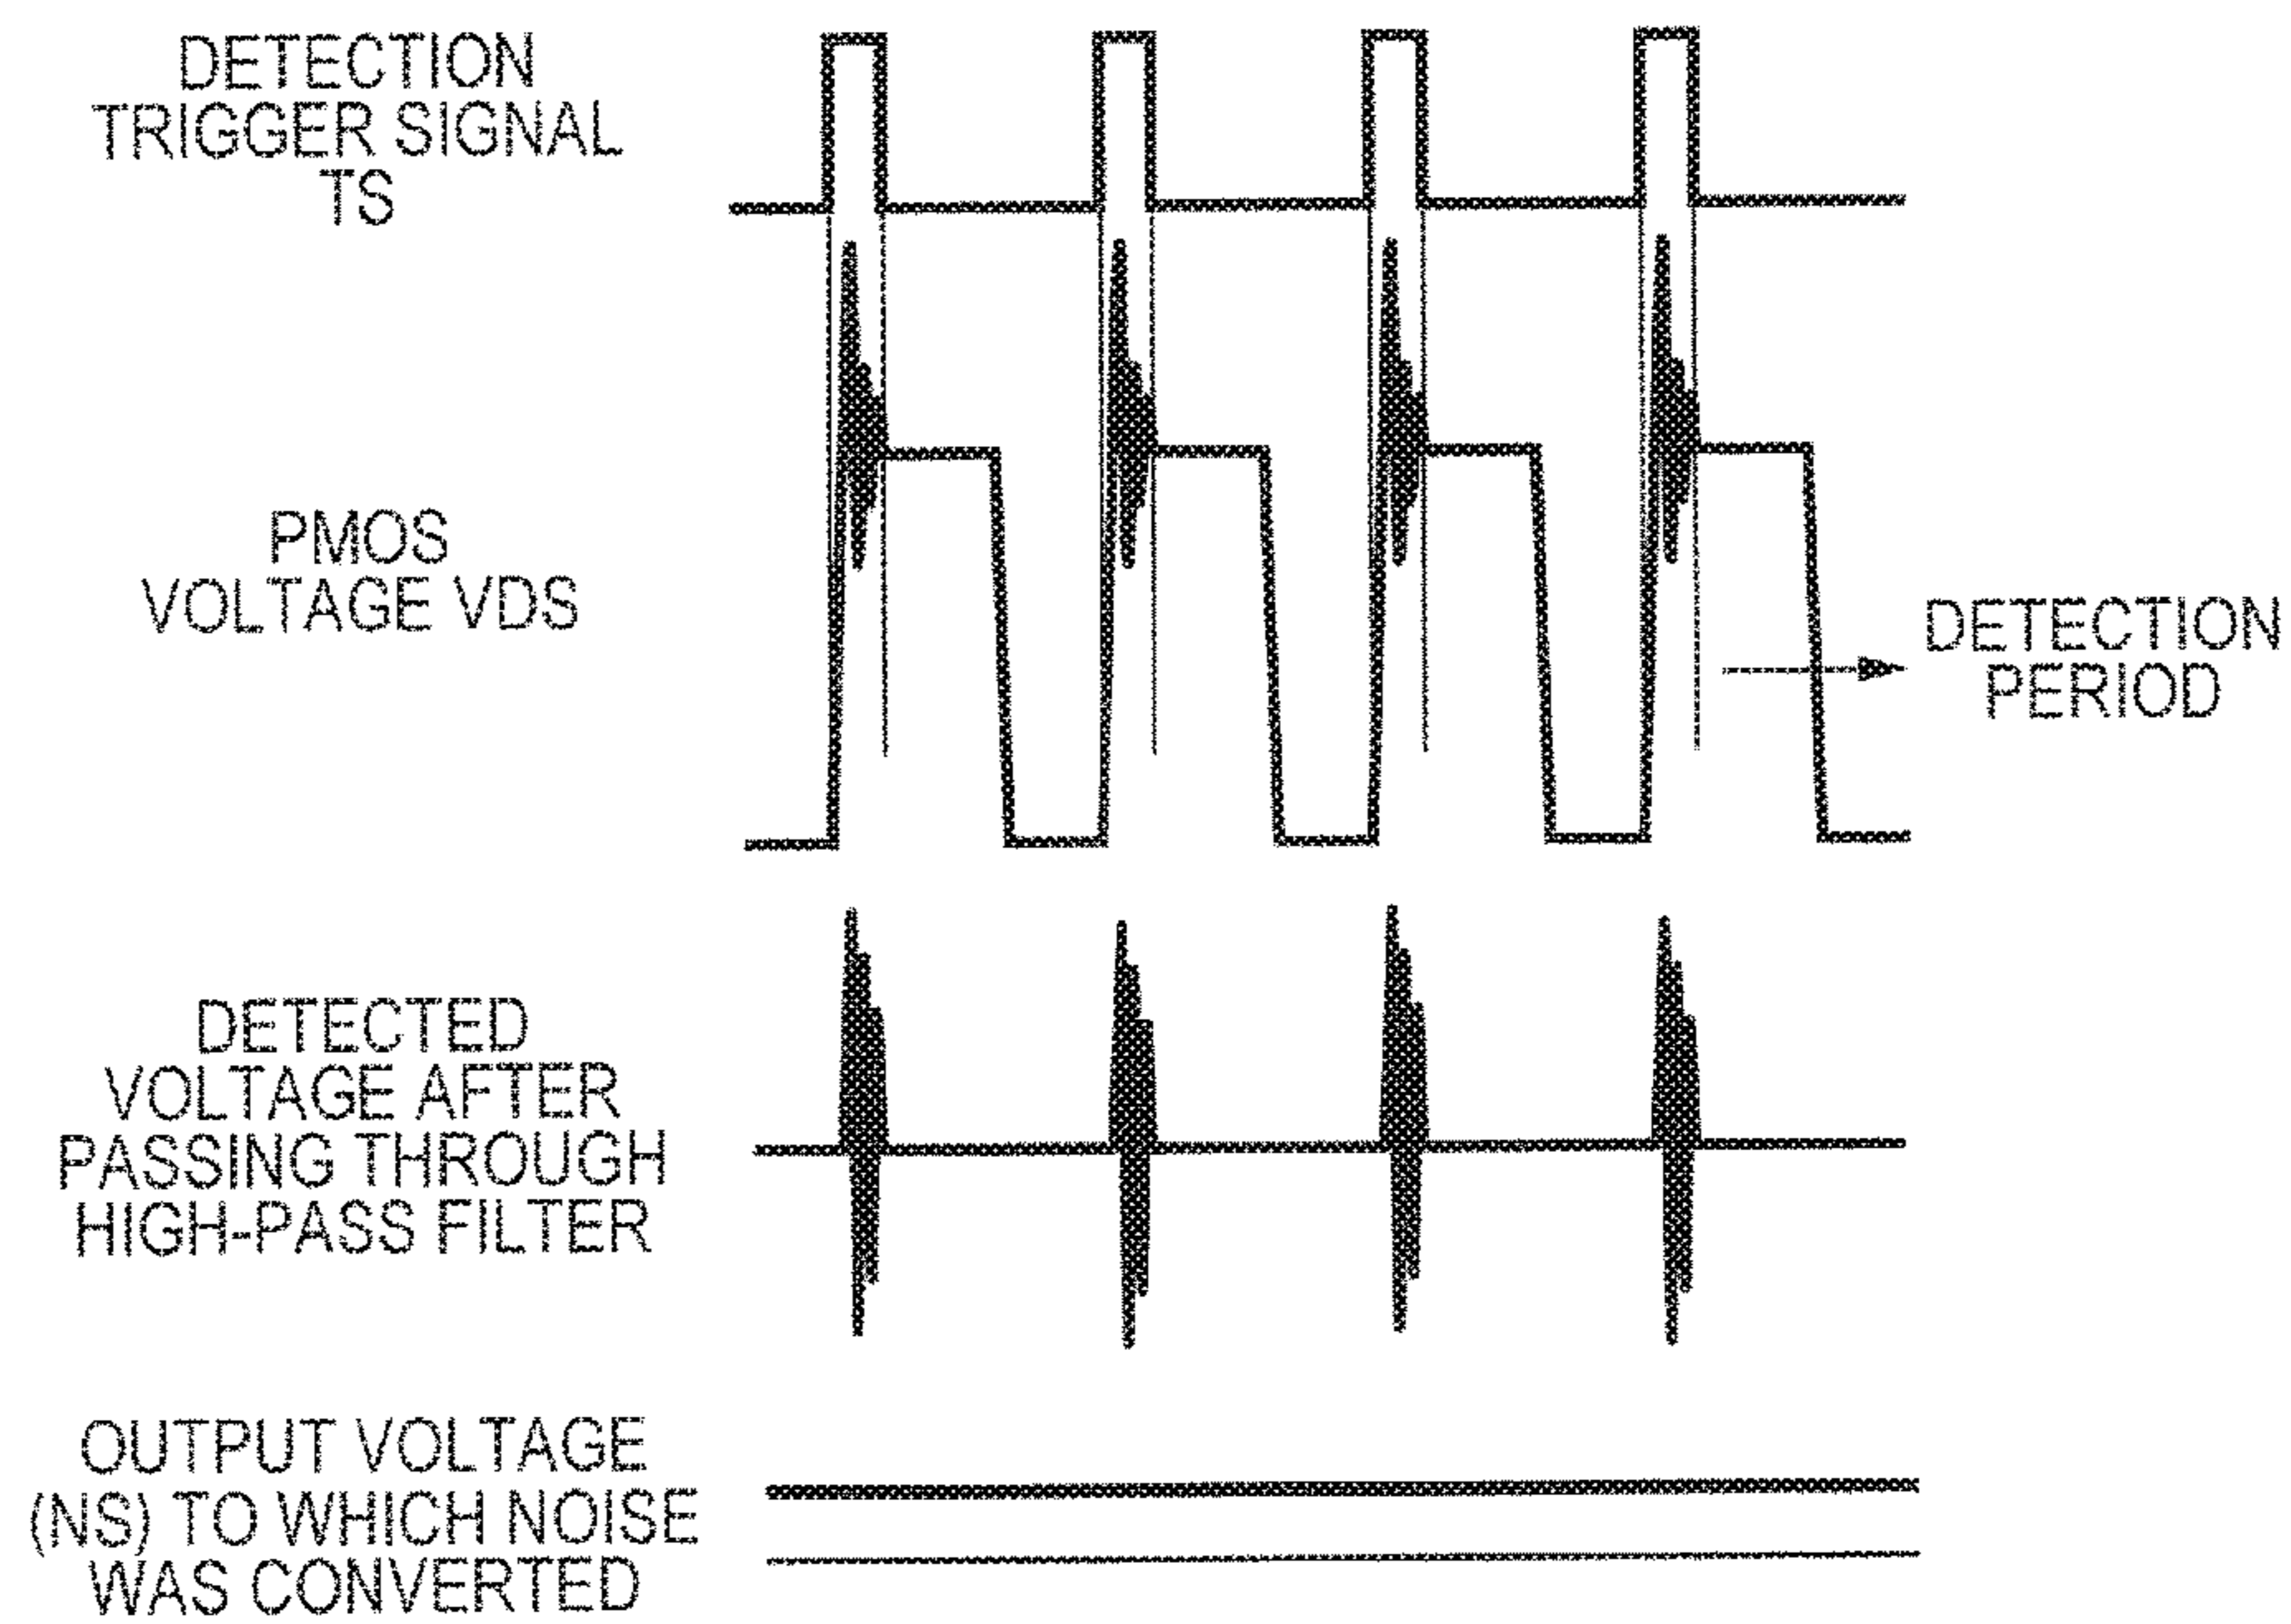 DETECTION
TRIGGER SIGNAL
TS
PMOS
VOLTAGE VDS
DETECTION
PERIOD
DETECTED
VOLTAGE AFTER
PASSING THROUGH
HIGH-PASS FILTER
OUTPUT VOLTAGE
(NS) TO WHICH NOISE
WAS CONVERTED